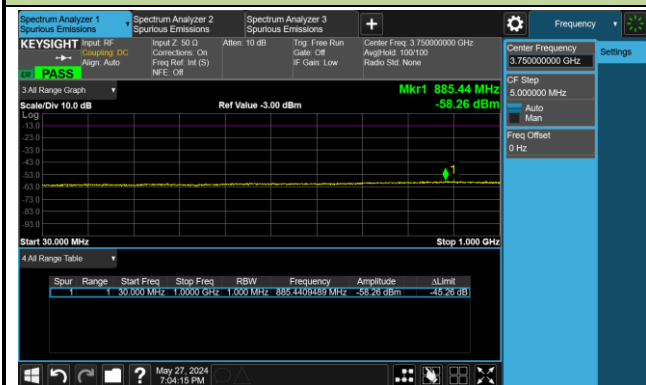 Spectrum Analyzer 1
Spurious Emissions
Spectrum Analyzer 2
Spurious Emissions
Spectrum Analyzer 3
Spurious Emissions
+
Frequency
KEYSIGHT
Input: RF
Coupling: DC
Align: Auto
Input Z: 50 Ω
Corrections: On
Freq Ref: Int (S)
NFE: Off
Atten: 10 dB
Trig: Free Run
Gate: Off
IF Gain: Low
Center Freq: 3.750000000 GHz
Avg|Hold: 100/100
Radio Std: None
PASS
Center Frequency
3.750000000 GHz
Settings
CF Step
5.000000 MHz
Auto
Man
Freq Offset
0 Hz
3 All Range Graph
Mkr1 885.44 MHz
Scale/Div 10.0 dB
Ref Value -3.00 dBm
-58.26 dBm
Log
-13.0
-23.0
-33.0
-43.0
-53.0
-63.0
-73.0
-83.0
-93.0
1
Start 30.000 MHz
Stop 1.000 GHz
4 All Range Table
Spur Range Start Freq Stop Freq RBW Frequency Amplitude ΔLimit
1 1 30.000 MHz 1.0000 GHz 1.000 MHz 885.4409489 MHz -58.26 dBm -45.26 dB
?
May 27, 2024
7:04:15 PM